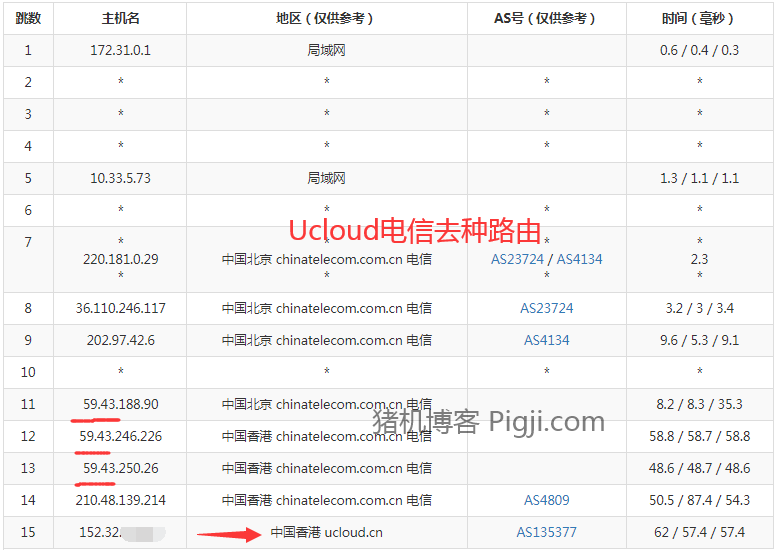 跳数 主机名 地区（仅供参考） AS号（仅供参考） 时间（毫秒）
1 172.31.0.1 局域网 0.6 / 0.4 / 0.3
2 * * * *
3 * * * *
4 * * * *
5 10.33.5.73 局域网 1.3 / 1.1 / 1.1
6 * * * *
Ucloud电信去种路由
7 * * * *
220.181.0.29 中国北京 chinatelecom.com.cn 电信 AS23724 / AS4134 2.3
* * * *
8 36.110.246.117 中国北京 chinatelecom.com.cn 电信 AS23724 3.2 / 3 / 3.4
9 202.97.42.6 中国北京 chinatelecom.com.cn 电信 AS4134 9.6 / 5.3 / 9.1
10 * * * *
11 59.43.188.90 中国北京 chinatelecom.com.cn 电信 8.2 / 8.3 / 35.3
猪机博客 Pigji.com
12 59.43.246.226 中国香港 chinatelecom.com.cn 电信 58.8 / 58.7 / 58.8
13 59.43.250.26 中国香港 chinatelecom.com.cn 电信 48.6 / 48.7 / 48.6
14 210.48.139.214 中国香港 chinatelecom.com.cn 电信 AS4809 50.5 / 87.4 / 54.3
15 152.32. 中国香港 ucloud.cn AS135377 62 / 57.4 / 57.4